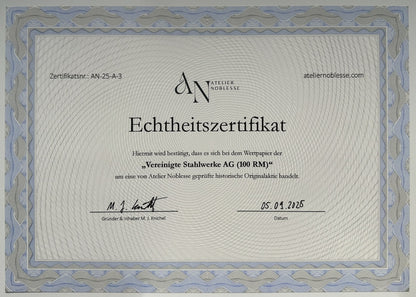 Zertifikatsnr.: AN-25-A-3
AN
ATELIER
NOBLESSE
ateliernoblesse.com
Echtheitszertifikat
Hiermit wird bestätigt, dass es sich bei dem Wertpapier der
„Vereinigte Stahlwerke AG (100 RM)“
um eine von Atelier Noblesse geprüfte historische Originalaktie handelt.
M. J. Knichel
05.09.2025
Gründer & Inhaber M. J. Knichel
Datum